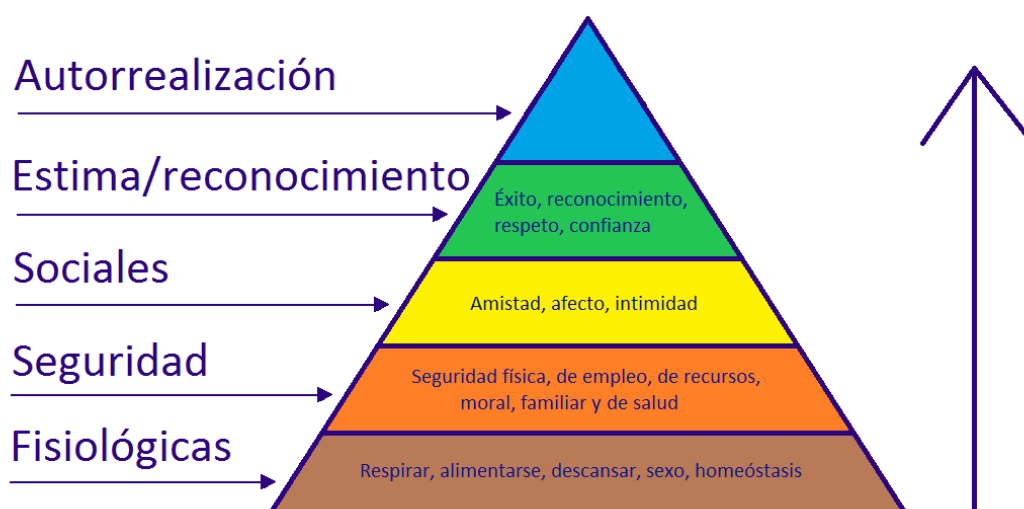 Autorrealización
Estima/reconocimiento
Éxito, reconocimiento,
respeto, confianza
Sociales
Amistad, afecto, intimidad
Seguridad
Seguridad física, de empleo, de recursos,
moral, familiar y de salud
Fisiológicas
Respirar, alimentarse, descansar, sexo, homeóstasis